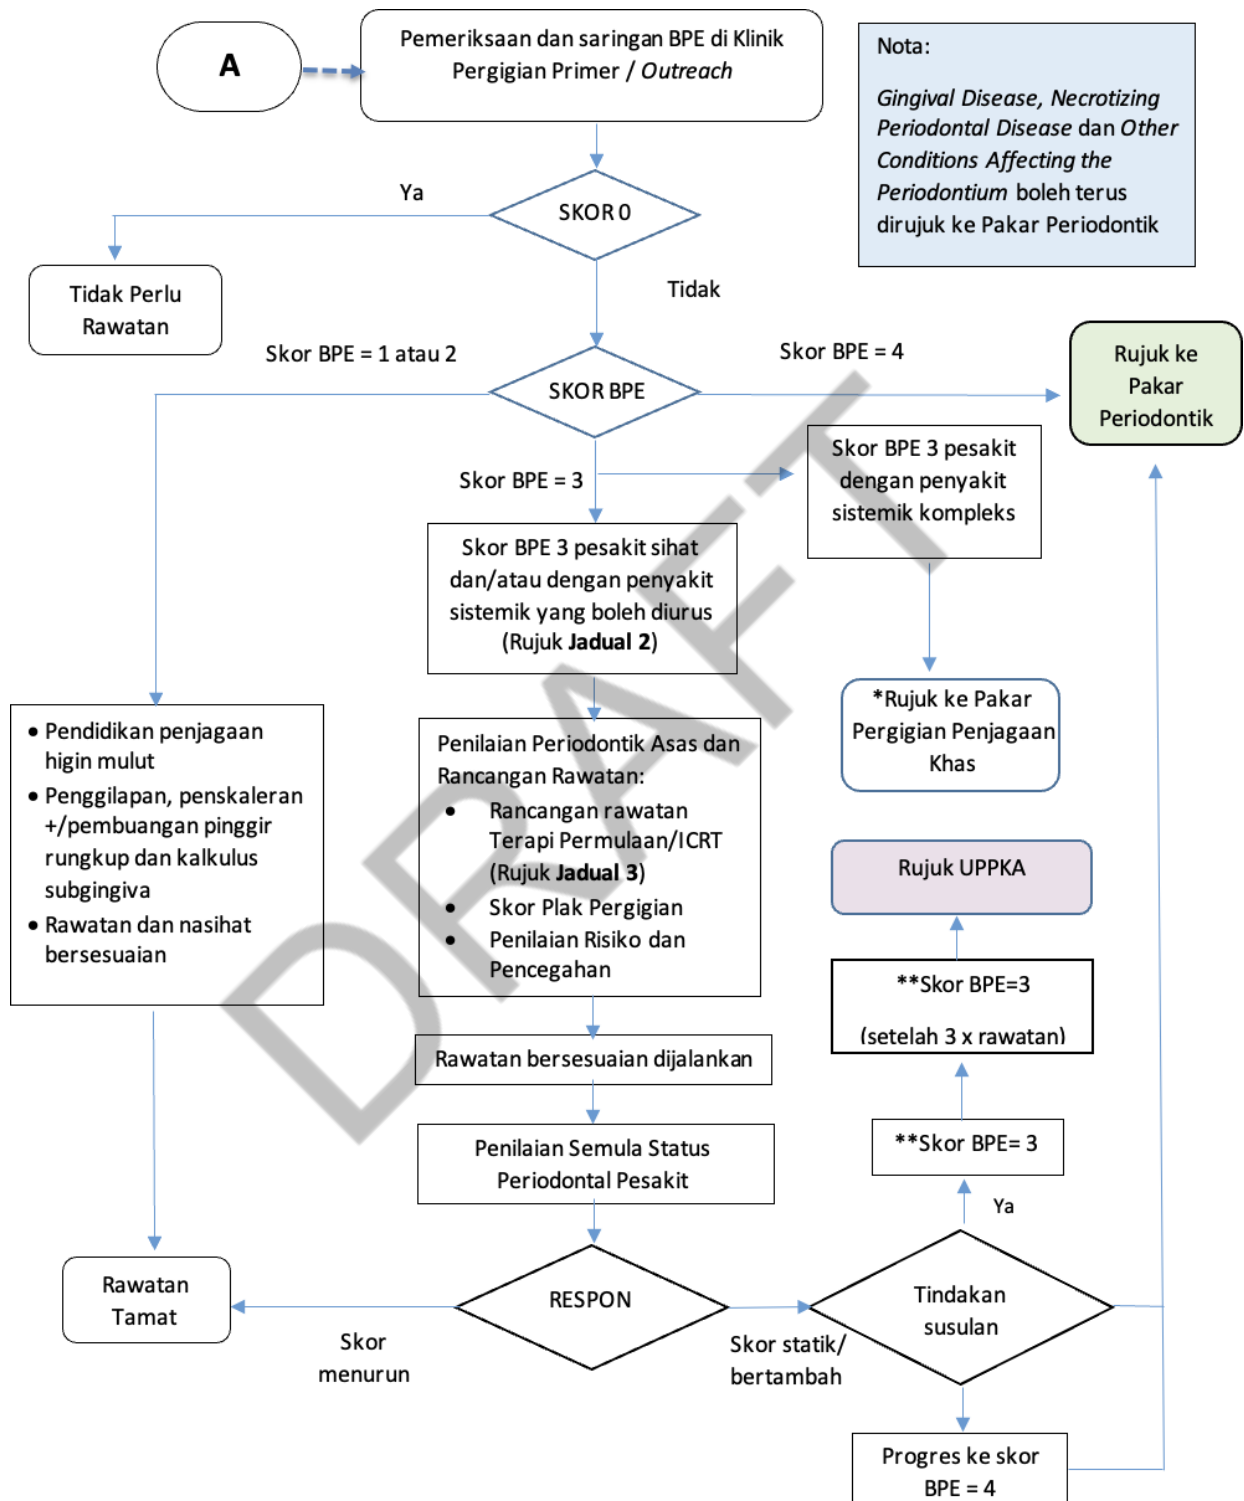 A
Pemeriksaan dan saringan BPE di Klinik
Pergigian Primer / Outreach
Nota:
Gingival Disease, Necrotizing
Periodontal Disease dan Other
Conditions Affecting the
Periodontium boleh terus
dirujuk ke Pakar Periodontik
Ya
SKOR 0
Tidak
Tidak Perlu
Rawatan
Skor BPE = 1 atau 2
SKOR BPE
Skor BPE = 4
Rujuk ke
Pakar
Periodontik
Skor BPE = 3
Skor BPE 3 pesakit
dengan penyakit
sistemik kompleks
Skor BPE 3 pesakit sihat
dan/atau dengan penyakit
sistemik yang boleh diurus
(Rujuk Jadual 2)
*Rujuk ke Pakar
Pergigian Penjagaan
Khas
• Pendidikan penjagaan
higin mulut
• Penggilapan, penskaleran
+/pembuangan pinggir
rungkup dan kalkulus
subgingiva
• Rawatan dan nasihat
bersesuaian
Penilaian Periodontik Asas dan
Rancangan Rawatan:
• Rancangan rawatan
Terapi Permulaan/ICRT
(Rujuk Jadual 3)
• Skor Plak Pergigian
• Penilaian Risiko dan
Pencegahan
Rujuk UPPKA
**Skor BPE=3
(setelah 3 x rawatan)
Rawatan bersesuaian dijalankan
**Skor BPE= 3
Penilaian Semula Status
Periodontal Pesakit
Ya
Rawatan
Tamat
RESPON
Tindakan
susulan
Skor
menurun
Skor statik/
bertambah
Progres ke skor
BPE = 4
DRAFT